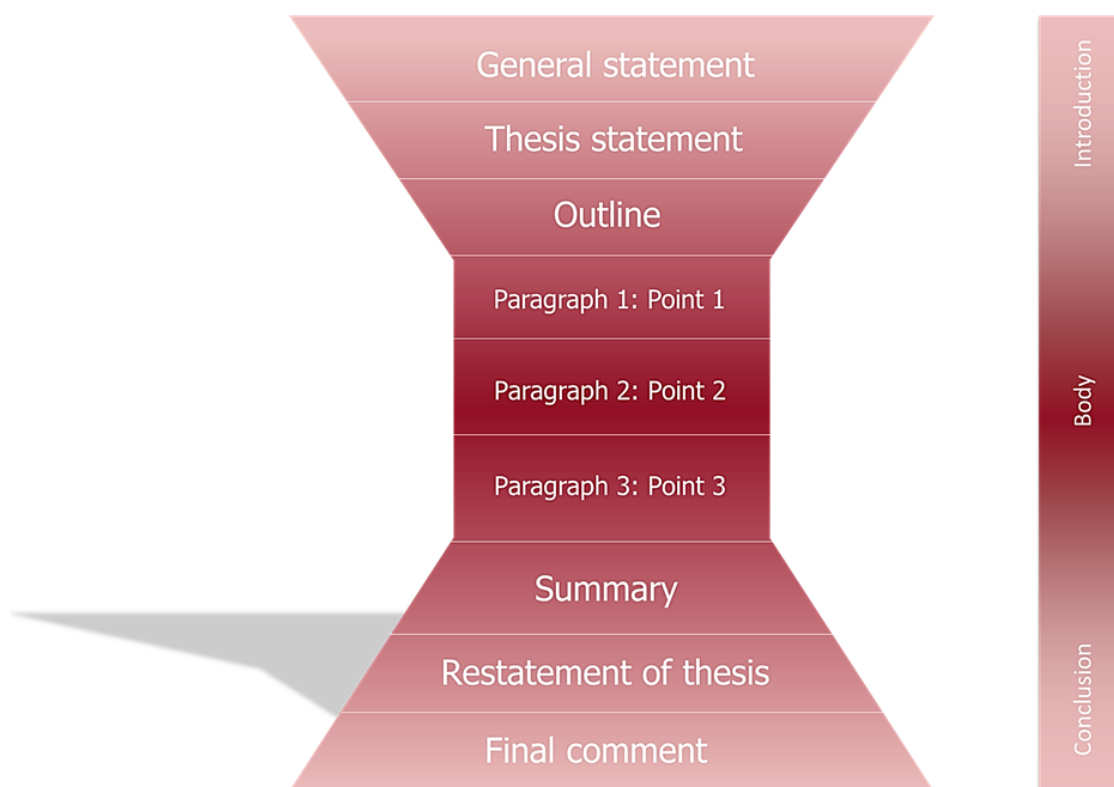 General statement
Thesis statement
Outline
Paragraph 1: Point 1
Paragraph 2: Point 2
Paragraph 3: Point 3
Summary
Restatement of thesis
Final comment
Introduction
Body
Conclusion